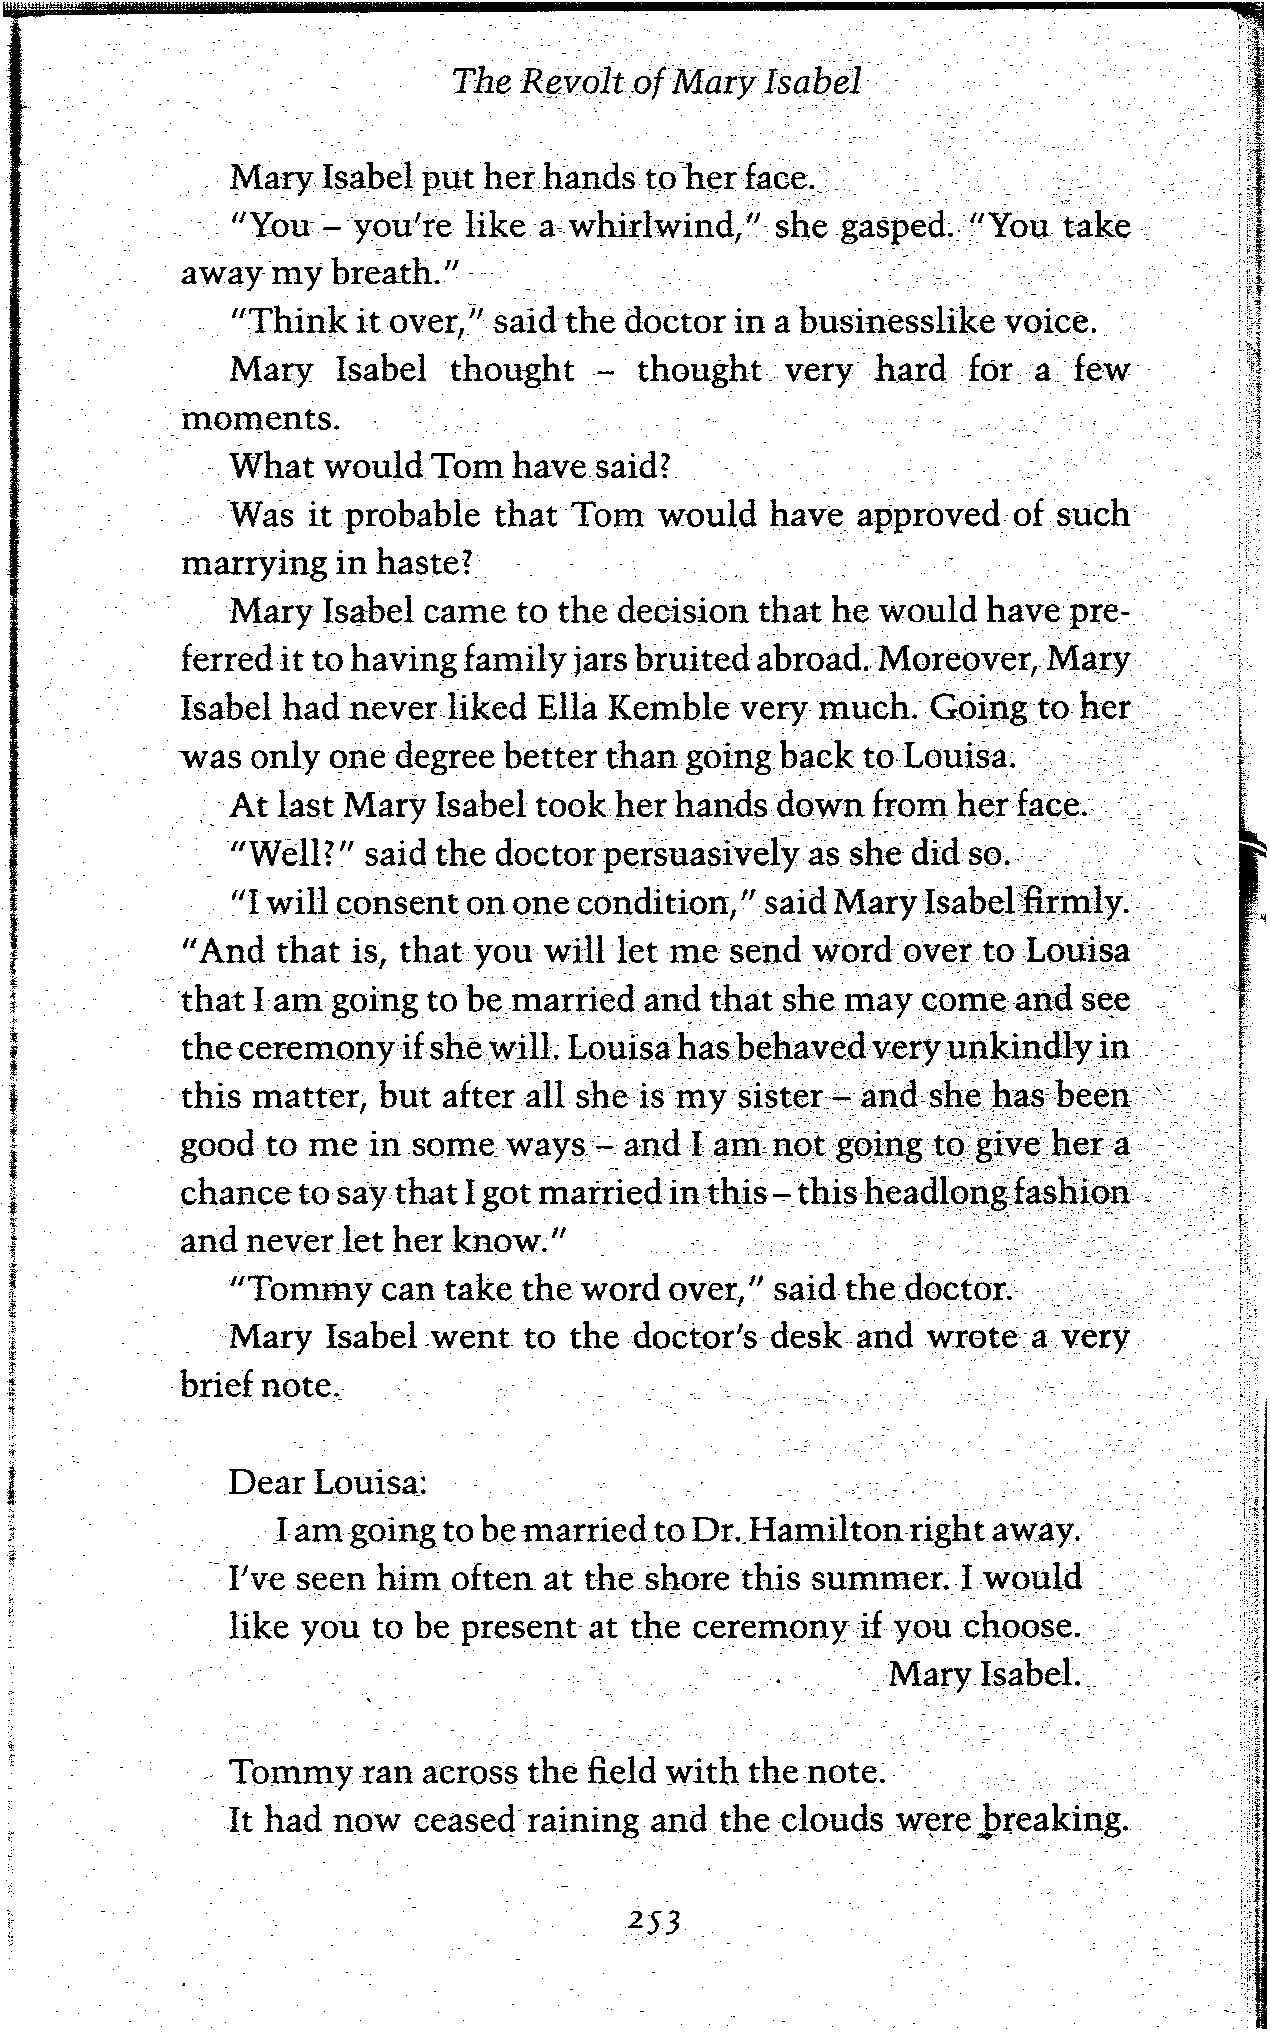 The Revolt of Mary Isabel
Mary Isabel put her hands to her face.
"You – you're like a whirlwind," she gasped. "You take
away my breath."
"Think it over," said the doctor in a businesslike voice.
Mary Isabel thought – thought very hard for a few
moments.
What would Tom have said?
Was it probable that Tom would have approved of such
marrying in haste?
Mary Isabel came to the decision that he would have pre-
ferred it to having family jars bruited abroad. Moreover, Mary
Isabel had never liked Ella Kemble very much. Going to her
was only one degree better than going back to Louisa.
At last Mary Isabel took her hands down from her face.
"Well?" said the doctor persuasively as she did so.
"I will consent on one condition," said Mary Isabel firmly.
"And that is, that you will let me send word over to Louisa
that I am going to be married and that she may come and see
the ceremony if she will. Louisa has behaved very unkindly in
this matter, but after all she is my sister – and she has been
good to me in some ways – and I am not going to give her a
chance to say that I got married in this – this headlong fashion
and never let her know."
"Tommy can take the word over," said the doctor.
Mary Isabel went to the doctor's desk and wrote a very
brief note.
Dear Louisa:
I am going to be married to Dr. Hamilton right away.
I've seen him often at the shore this summer. I would
like you to be present at the ceremony if you choose.
Mary Isabel.
Tommy ran across the field with the note.
It had now ceased raining and the clouds were breaking.
253